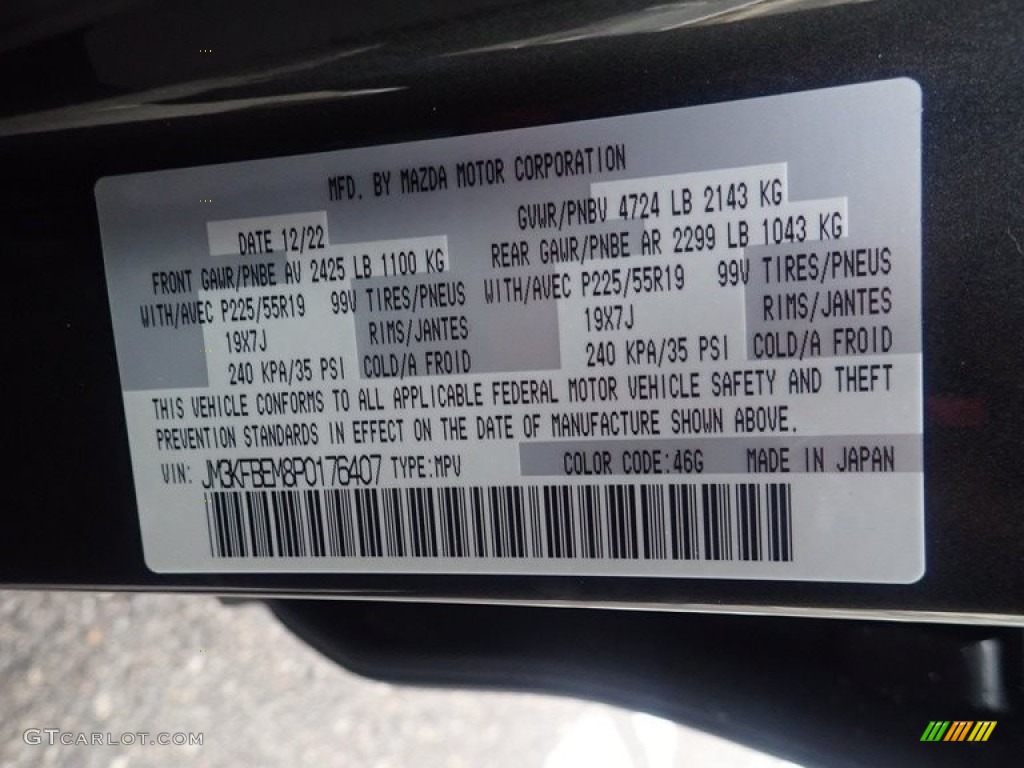 MFD. BY MAZDA MOTOR CORPORATION
DATE 12/22 GVWR/PNBV 4724 LB 2143 KG
FRONT GAWR/PNBE AV 2425 LB 1100 KG REAR GAWR/PNBE AR 2299 LB 1043 KG
WITH/AVEC P225/55R19 99V TIRES/PNEUS WITH/AVEC P225/55R19 99V TIRES/PNEUS
19X7J RIMS/JANTES 19X7J RIMS/JANTES
240 KPA/35 PSI COLD/A FROID 240 KPA/35 PSI COLD/A FROID
THIS VEHICLE CONFORMS TO ALL APPLICABLE FEDERAL MOTOR VEHICLE SAFETY AND THEFT
PREVENTION STANDARDS IN EFFECT ON THE DATE OF MANUFACTURE SHOWN ABOVE.
VIN: JM3KFBEM8P0176407 TYPE:MPV COLOR CODE:46G MADE IN JAPAN
GTCARLOT.COM